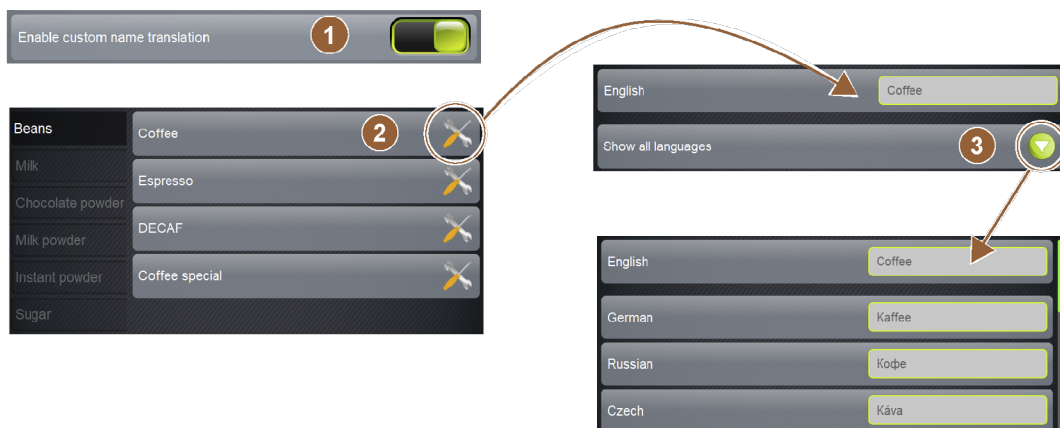 Enable custom name translation
1
Beans
Milk
Chocolate powder
Milk powder
Instant powder
Sugar
Coffee
2
Espresso
DECAF
Coffee special
English
Coffee
Show all languages
3
English
Coffee
German
Kaffee
Russian
Кофе
Czech
Káva